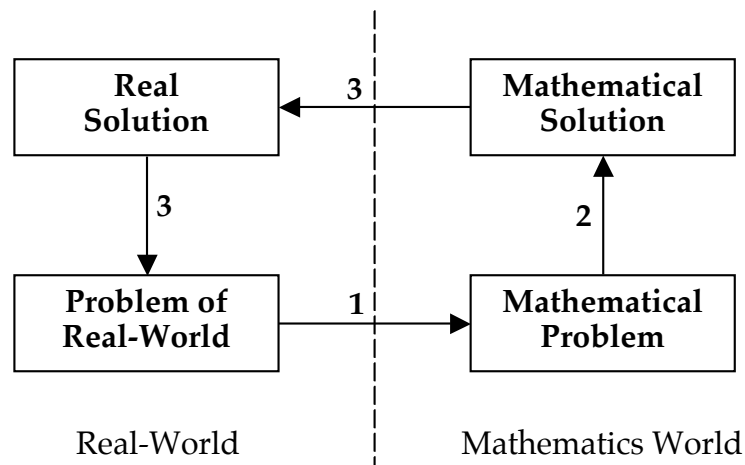 Real
Solution
3
Mathematical
Solution
3
2
Problem of
Real-World
1
Mathematical
Problem
Real-World
Mathematics World